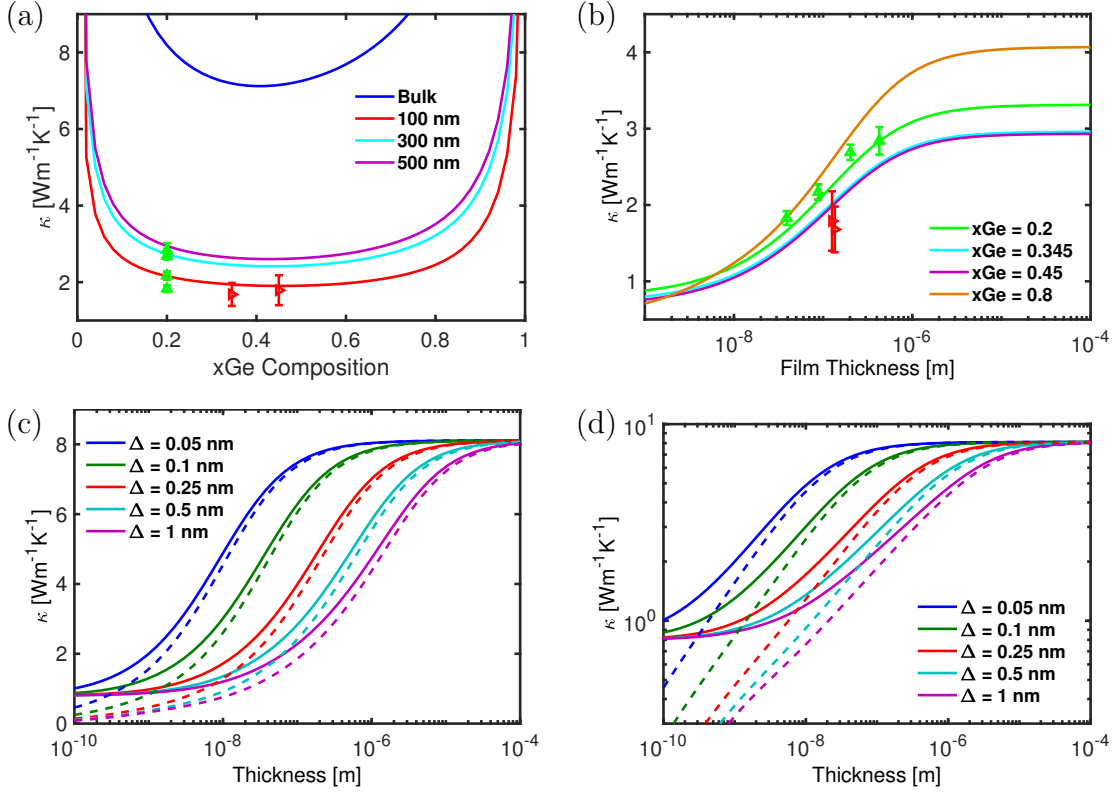 (a)
κ [Wm⁻¹K⁻¹]
8
6
4
2
0
0.2
0.4
0.6
0.8
1
xGe Composition
Bulk
100 nm
300 nm
500 nm
(b)
κ [Wm⁻¹K⁻¹]
4
3
2
1
10⁻⁸
10⁻⁶
10⁻⁴
Film Thickness [m]
xGe = 0.2
xGe = 0.345
xGe = 0.45
xGe = 0.8
(c)
κ [Wm⁻¹K⁻¹]
8
6
4
2
0
10⁻¹⁰
10⁻⁸
10⁻⁶
10⁻⁴
Thickness [m]
Δ = 0.05 nm
Δ = 0.1 nm
Δ = 0.25 nm
Δ = 0.5 nm
Δ = 1 nm
(d)
κ [Wm⁻¹K⁻¹]
10¹
10⁰
10⁻¹⁰
10⁻⁸
10⁻⁶
10⁻⁴
Thickness [m]
Δ = 0.05 nm
Δ = 0.1 nm
Δ = 0.25 nm
Δ = 0.5 nm
Δ = 1 nm